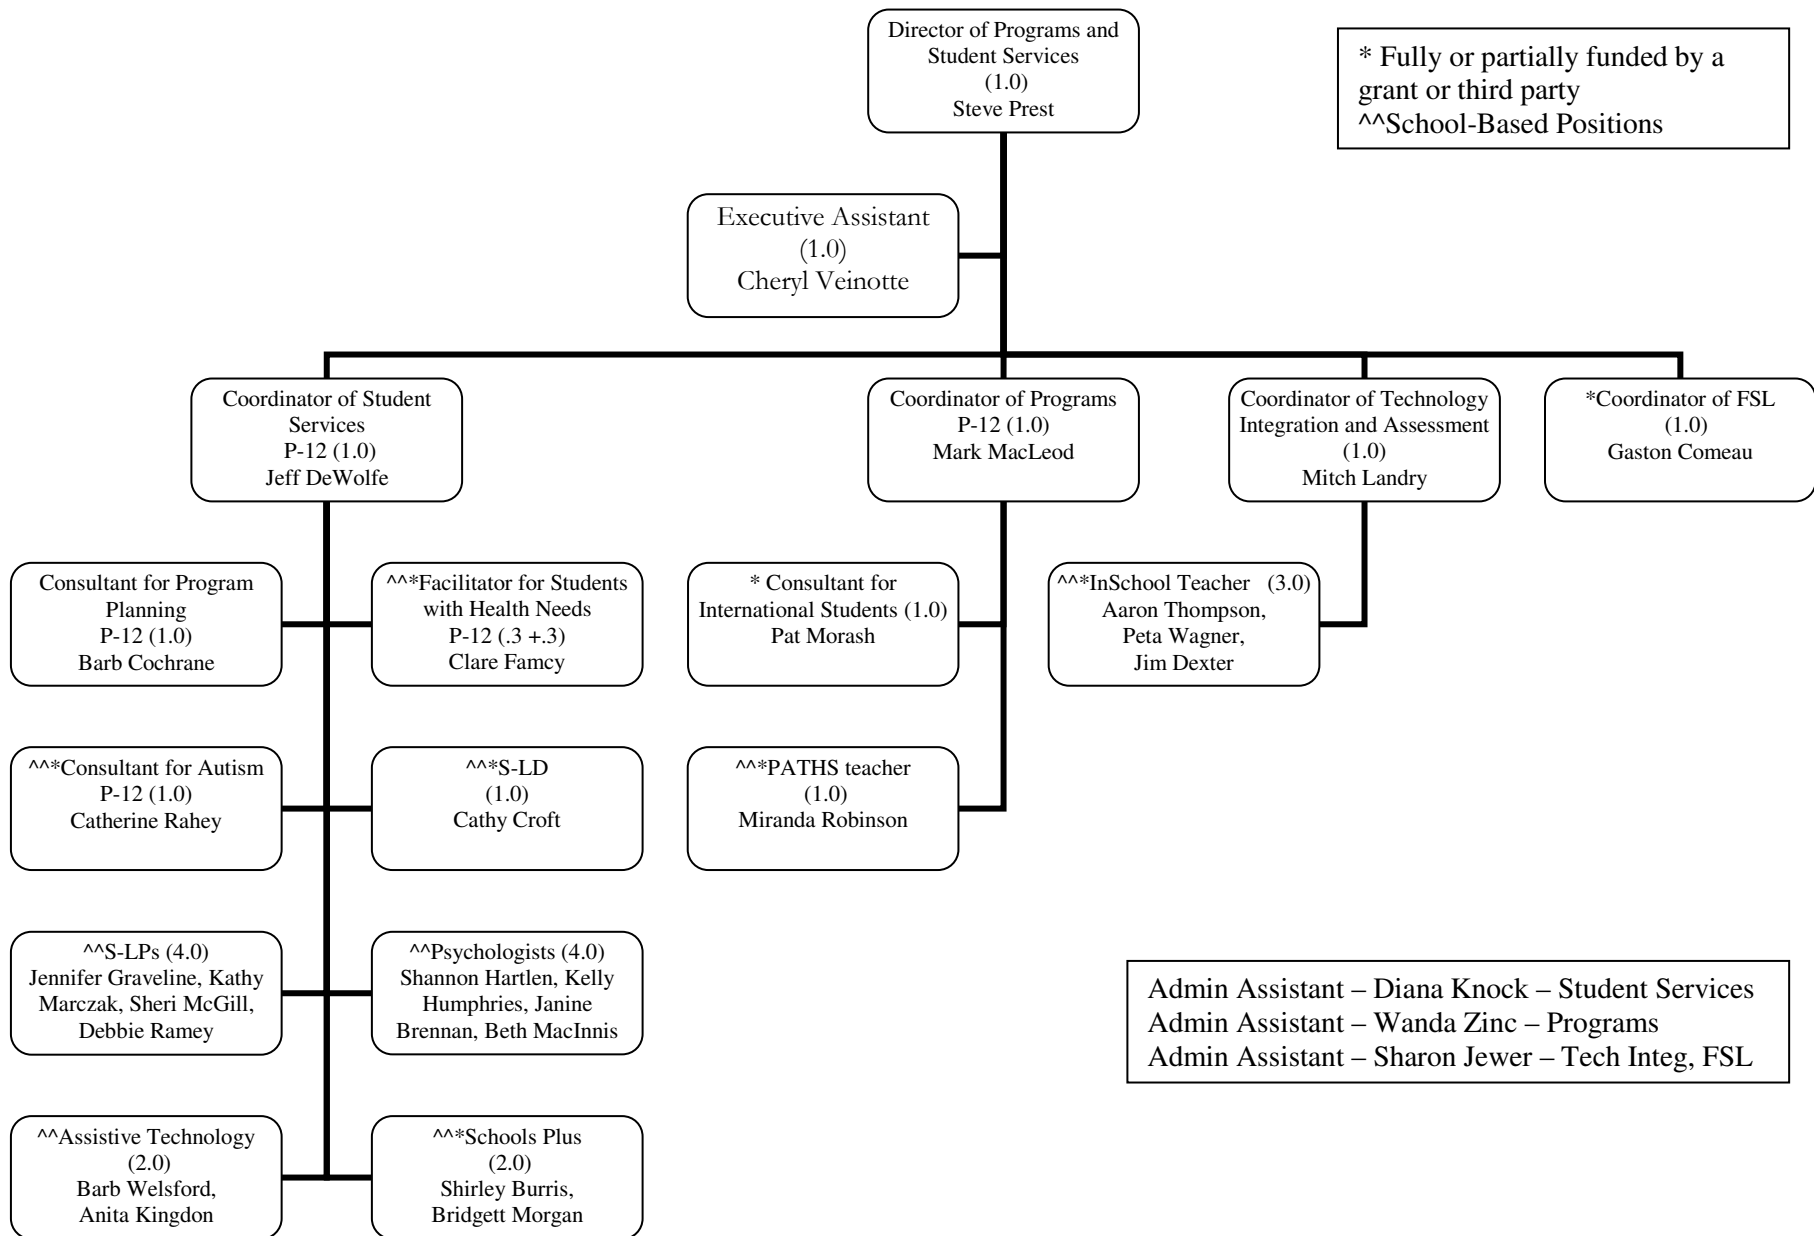 Director of Programs and
Student Services
(1.0)
Steve Prest
* Fully or partially funded by a
grant or third party
^^School-Based Positions
Executive Assistant
(1.0)
Cheryl Veinotte
Coordinator of Student
Services
P-12 (1.0)
Jeff DeWolfe
Coordinator of Programs
P-12 (1.0)
Mark MacLeod
Coordinator of Technology
Integration and Assessment
(1.0)
Mitch Landry
*Coordinator of FSL
(1.0)
Gaston Comeau
Consultant for Program
Planning
P-12 (1.0)
Barb Cochrane
^^*Facilitator for Students
with Health Needs
P-12 (.3 +.3)
Clare Famcy
* Consultant for
International Students (1.0)
Pat Morash
^^*InSchool Teacher (3.0)
Aaron Thompson,
Peta Wagner,
Jim Dexter
^^*Consultant for Autism
P-12 (1.0)
Catherine Rahey
^^*S-LD
(1.0)
Cathy Croft
^^*PATHS teacher
(1.0)
Miranda Robinson
^^S-LPs (4.0)
Jennifer Graveline, Kathy
Marczak, Sheri McGill,
Debbie Ramey
^^Psychologists (4.0)
Shannon Hartlen, Kelly
Humphries, Janine
Brennan, Beth MacInnis
Admin Assistant – Diana Knock – Student Services
Admin Assistant – Wanda Zinc – Programs
Admin Assistant – Sharon Jewer – Tech Integ, FSL
^^Assistive Technology
(2.0)
Barb Welsford,
Anita Kingdon
^^*Schools Plus
(2.0)
Shirley Burris,
Bridgett Morgan